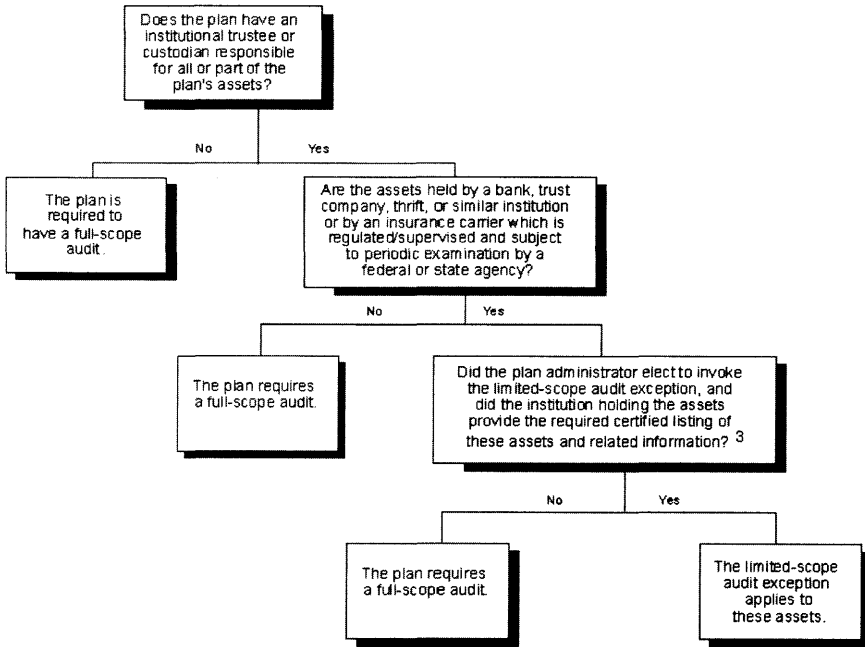 Does the plan have an
institutional trustee or
custodian responsible
for all or part of the
plan's assets?
No
Yes
The plan is
required to
have a full-scope
audit.
Are the assets held by a bank, trust
company, thrift, or similar institution
or by an insurance carrier which is
regulated/supervised and subject
to periodic examination by a
federal or state agency?
No
Yes
The plan requires
a full-scope audit.
Did the plan administrator elect to invoke
the limited-scope audit exception, and
did the institution holding the assets
provide the required certified listing of
these assets and related information? 3
No
Yes
The plan requires
a full-scope audit.
The limited-scope
audit exception
applies to
these assets.